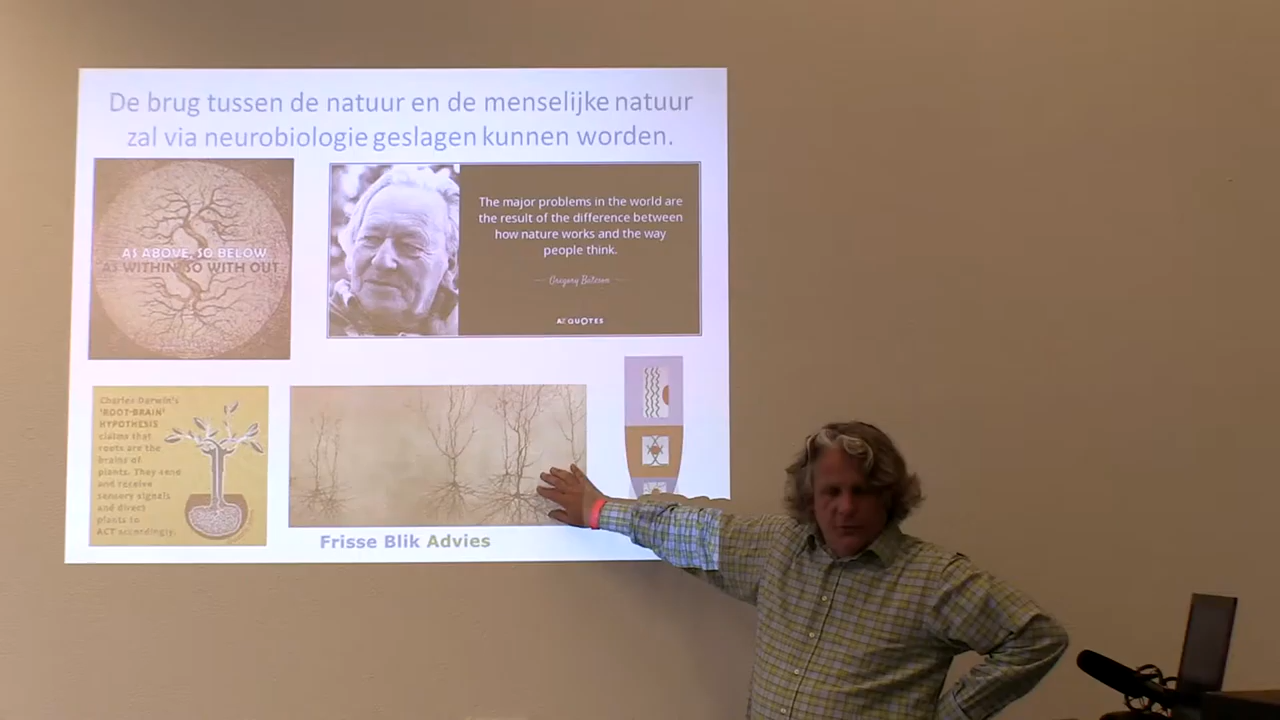 De brug tussen de natuur en de menselijke natuur
zal via neurobiologie geslagen kunnen worden.
AS ABOVE, SO BELOW
AS WITHIN, SO WITH OUT
The major problems in the world are
the result of the difference between
how nature works and the way
people think.
Gregory Bateson
AZ QUOTES
Charles Darwin's
'ROOT-BRAIN'
HYPOTHESIS
claims that
roots are the
brains of
plants. They send
and receive
sensory signals
and direct
plants to
ACT accordingly.
Frisse Blik Advies